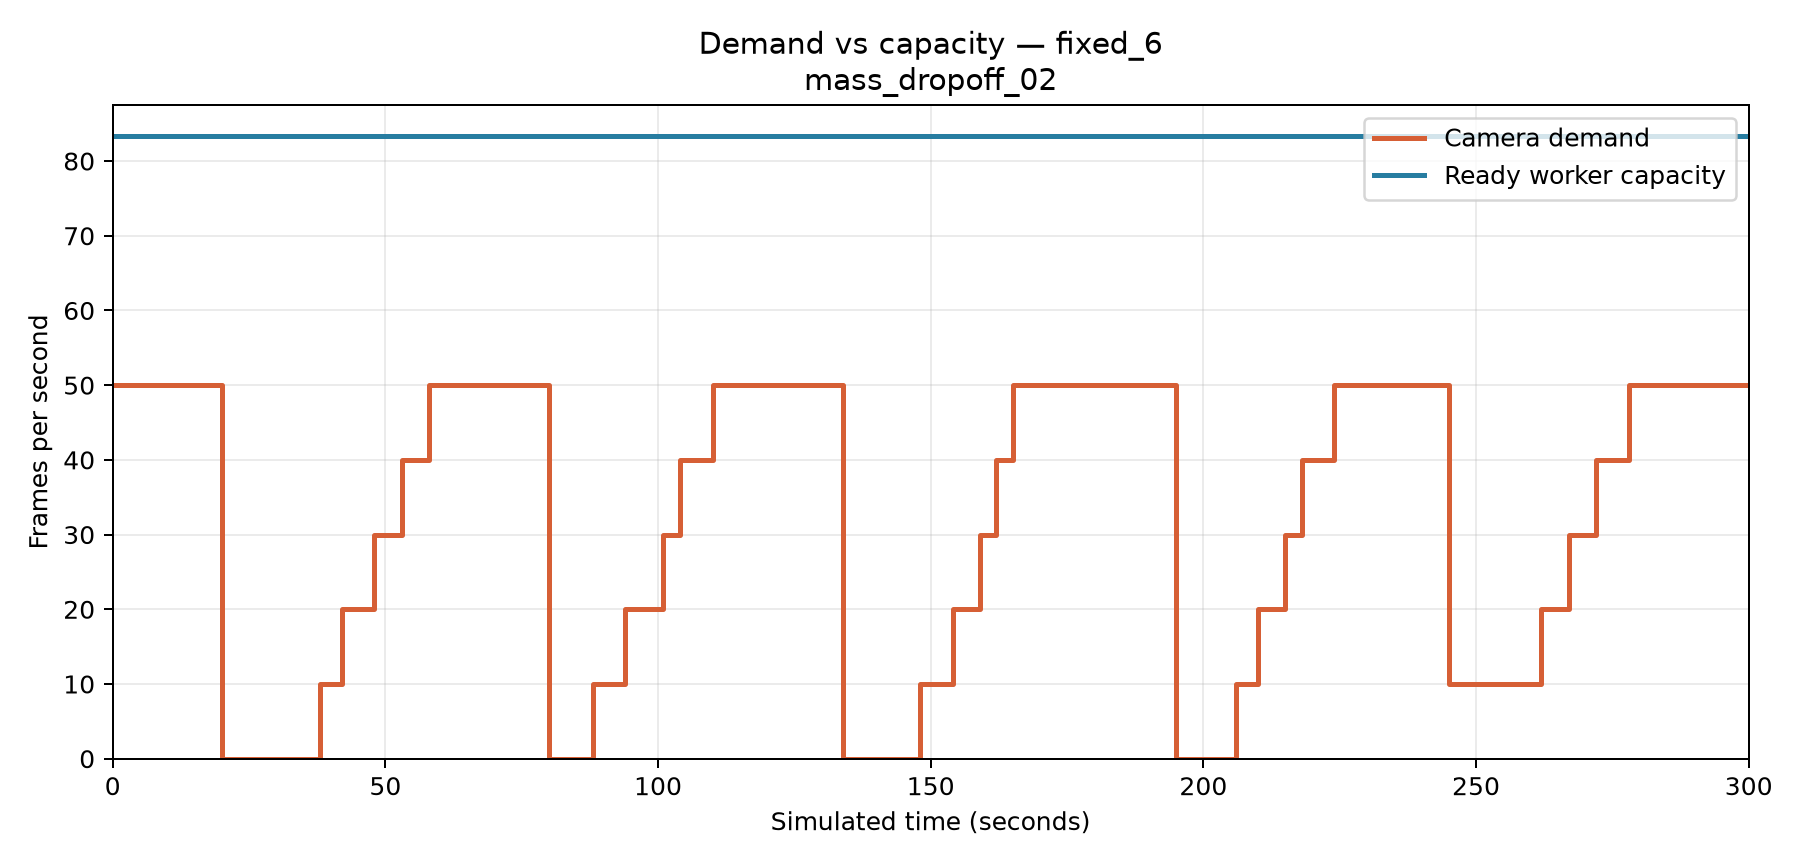 Demand vs capacity — fixed_6
mass_dropoff_02
Camera demand
Ready worker capacity
Frames per second
80
70
60
50
40
30
20
10
0
0 50 100 150 200 250 300
Simulated time (seconds)